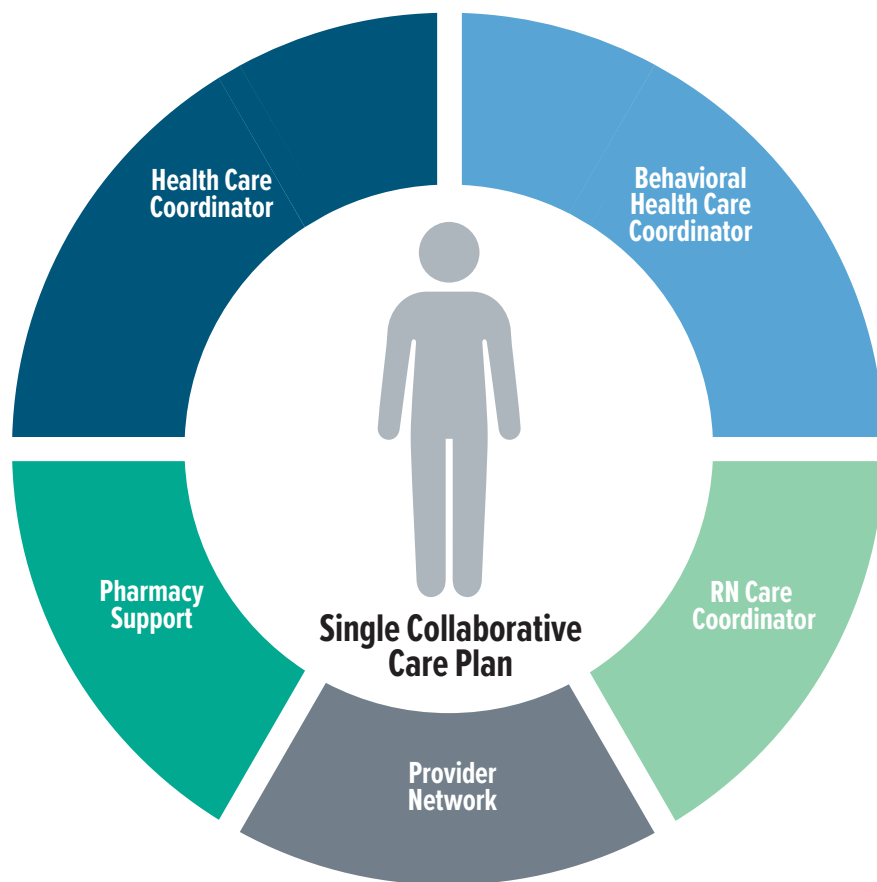 Health Care
Coordinator
Behavioral
Health Care
Coordinator
Pharmacy
Support
RN Care
Coordinator
Single Collaborative
Care Plan
Provider
Network